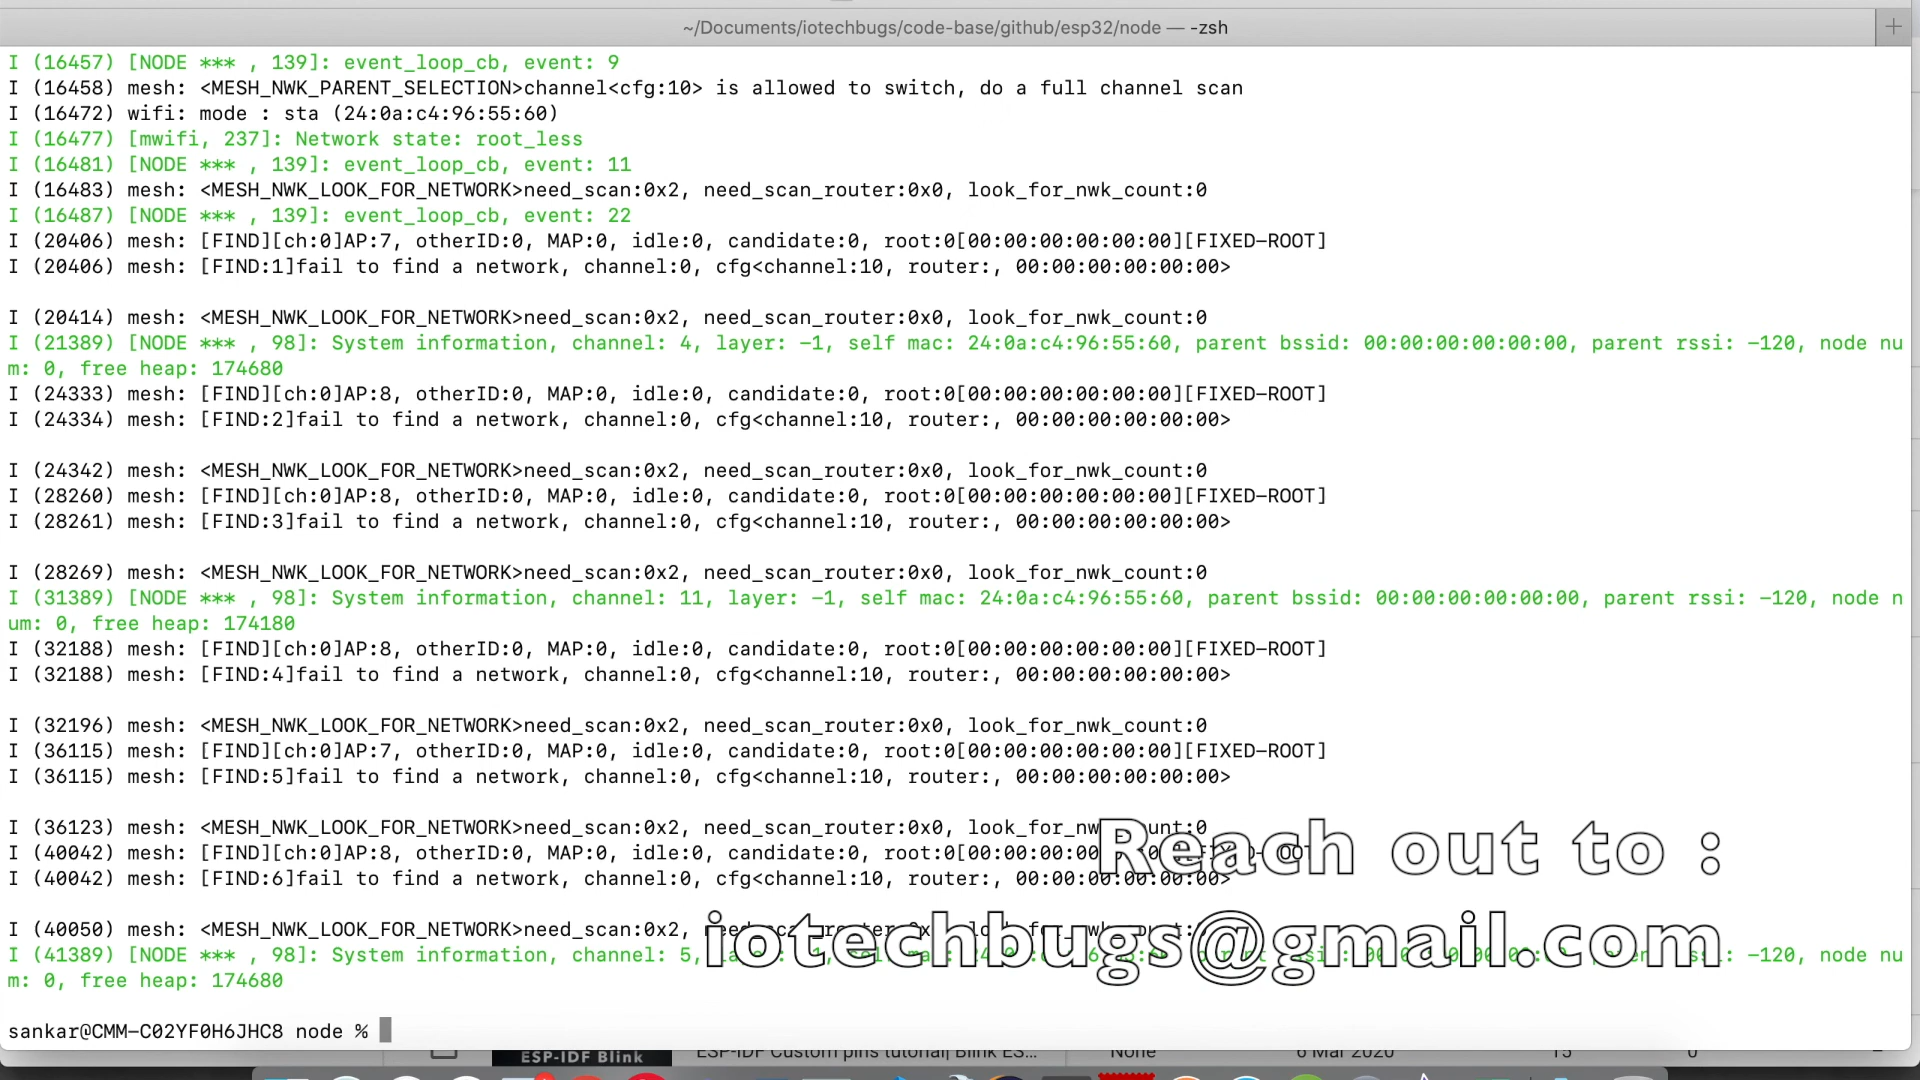 ~/Documents/iotechbugs/code-base/github/esp32/node — -zsh
I (16457) [NODE *** , 139]: event_loop_cb, event: 9
I (16458) mesh: <MESH_NWK_PARENT_SELECTION>channel<cfg:10> is allowed to switch, do a full channel scan
I (16472) wifi: mode : sta (24:0a:c4:96:55:60)
I (16477) [mwifi, 237]: Network state: root_less
I (16481) [NODE *** , 139]: event_loop_cb, event: 11
I (16483) mesh: <MESH_NWK_LOOK_FOR_NETWORK>need_scan:0x2, need_scan_router:0x0, look_for_nwk_count:0
I (16487) [NODE *** , 139]: event_loop_cb, event: 22
I (20406) mesh: [FIND][ch:0]AP:7, otherID:0, MAP:0, idle:0, candidate:0, root:0[00:00:00:00:00:00][FIXED-ROOT]
I (20406) mesh: [FIND:1]fail to find a network, channel:0, cfg<channel:10, router:, 00:00:00:00:00:00>
I (20414) mesh: <MESH_NWK_LOOK_FOR_NETWORK>need_scan:0x2, need_scan_router:0x0, look_for_nwk_count:0
I (21389) [NODE *** , 98]: System information, channel: 4, layer: -1, self mac: 24:0a:c4:96:55:60, parent bssid: 00:00:00:00:00:00, parent rssi: -120, node nu
m: 0, free heap: 174680
I (24333) mesh: [FIND][ch:0]AP:8, otherID:0, MAP:0, idle:0, candidate:0, root:0[00:00:00:00:00:00][FIXED-ROOT]
I (24334) mesh: [FIND:2]fail to find a network, channel:0, cfg<channel:10, router:, 00:00:00:00:00:00>
I (24342) mesh: <MESH_NWK_LOOK_FOR_NETWORK>need_scan:0x2, need_scan_router:0x0, look_for_nwk_count:0
I (28260) mesh: [FIND][ch:0]AP:8, otherID:0, MAP:0, idle:0, candidate:0, root:0[00:00:00:00:00:00][FIXED-ROOT]
I (28261) mesh: [FIND:3]fail to find a network, channel:0, cfg<channel:10, router:, 00:00:00:00:00:00>
I (28269) mesh: <MESH_NWK_LOOK_FOR_NETWORK>need_scan:0x2, need_scan_router:0x0, look_for_nwk_count:0
I (31389) [NODE *** , 98]: System information, channel: 11, layer: -1, self mac: 24:0a:c4:96:55:60, parent bssid: 00:00:00:00:00:00, parent rssi: -120, node n
um: 0, free heap: 174180
I (32188) mesh: [FIND][ch:0]AP:8, otherID:0, MAP:0, idle:0, candidate:0, root:0[00:00:00:00:00:00][FIXED-ROOT]
I (32188) mesh: [FIND:4]fail to find a network, channel:0, cfg<channel:10, router:, 00:00:00:00:00:00>
I (32196) mesh: <MESH_NWK_LOOK_FOR_NETWORK>need_scan:0x2, need_scan_router:0x0, look_for_nwk_count:0
I (36115) mesh: [FIND][ch:0]AP:7, otherID:0, MAP:0, idle:0, candidate:0, root:0[00:00:00:00:00:00][FIXED-ROOT]
I (36115) mesh: [FIND:5]fail to find a network, channel:0, cfg<channel:10, router:, 00:00:00:00:00:00>
I (36123) mesh: <MESH_NWK_LOOK_FOR_NETWORK>need_scan:0x2, need_scan_router:0x0,
I (40042) mesh: [FIND][ch:0]AP:8, otherID:0, MAP:0, idle:0, candidate:0,
I (40042) mesh: [FIND:6]fail to find a network, channel:0, cfg<channel:10, router:, 00:00:00:00:00:00>
Reach out to :
I (40050) mesh: <MESH_NWK_LOOK_FOR_NETWORK>need_scan:0x2,
I (41389) [NODE *** , 98]: System information, channel: 5, -120, node nu
iotechbugs@gmail.com
m: 0, free heap: 174680
sankar@CMM-C02YF0H6JHC8 node %
ESP-IDF Blink ESP-IDF Custom pins tutorial| Blink ES... None 6 Mar 2020 15 0